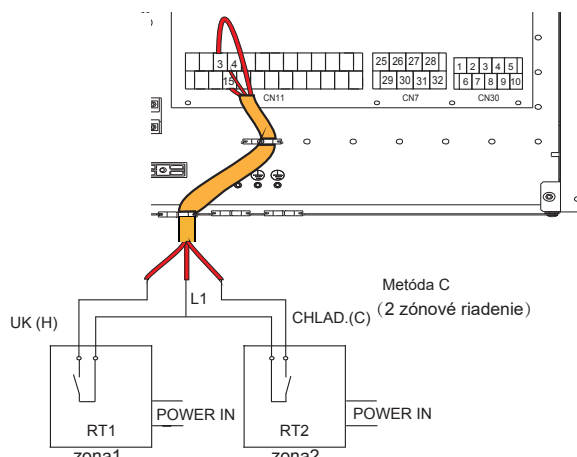 3 4
15
CN11
25 26 27 28
29 30 31 32
CN7
1 2 3 4 5
6 7 8 9 10
CN30
Metóda C
(2 zónové riadenie)
L1
UK (H)
CHLAD.(C)
POWER IN
POWER IN
RT1
RT2
zona1
zona2